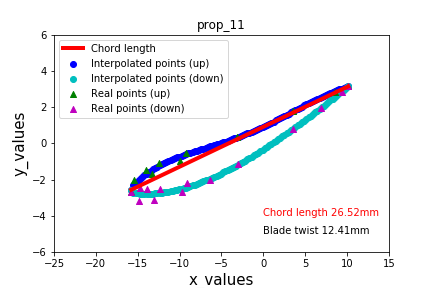 prop_11
Chord length
Interpolated points (up)
Interpolated points (down)
Real points (up)
Real points (down)
6
4
2
0
−2
−4
−6
y_values
Chord length 26.52mm
Blade twist 12.41mm
−25
−20
−15
−10
−5
0
5
10
15
x_values